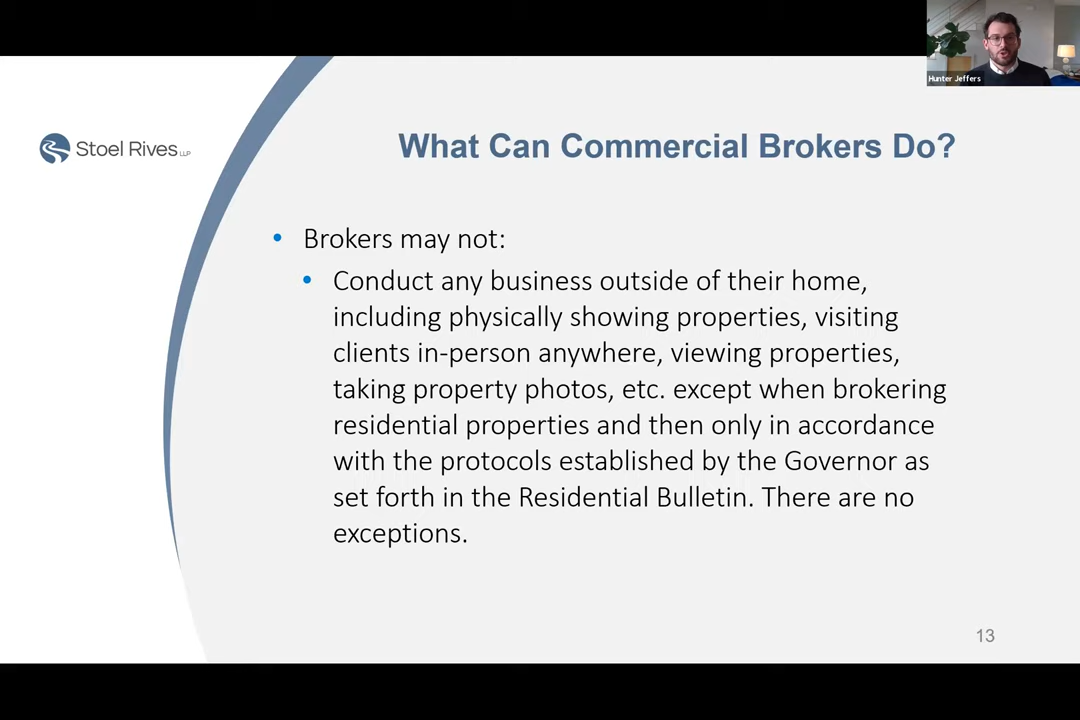 Hunter Jeffers
Stoel Rives LLP
What Can Commercial Brokers Do?
• Brokers may not:
• Conduct any business outside of their home,
including physically showing properties, visiting
clients in-person anywhere, viewing properties,
taking property photos, etc. except when brokering
residential properties and then only in accordance
with the protocols established by the Governor as
set forth in the Residential Bulletin. There are no
exceptions.
13